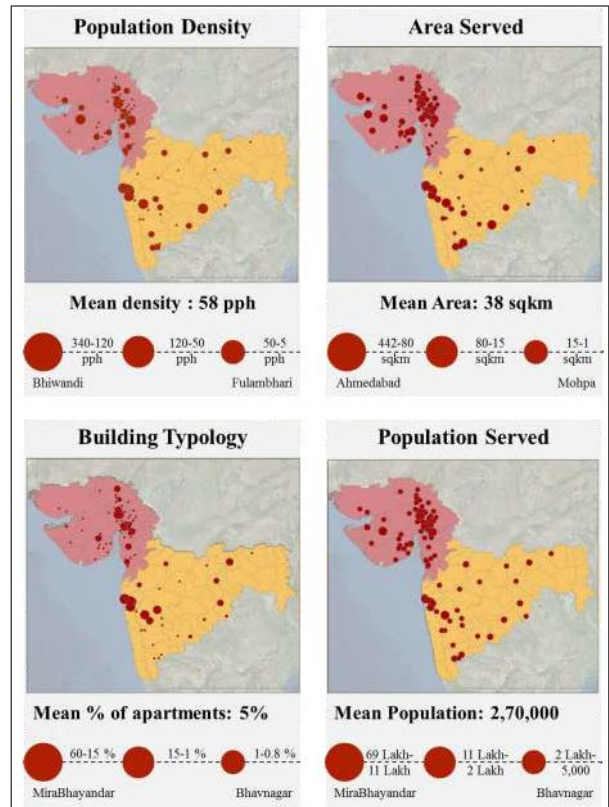 Population Density
Mean density : 58 pph
340-120 pph
120-50 pph
50-5 pph
Bhiwandi
Fulambhari
Area Served
Mean Area: 38 sqkm
442-80 sqkm
80-15 sqkm
15-1 sqkm
Ahmedabad
Mohpa
Building Typology
Mean % of apartments: 5%
60-15 %
15-1 %
1-0.8 %
MiraBhayandar
Bhavnagar
Population Served
Mean Population: 2,70,000
69 Lakh-
11 Lakh
11 Lakh-
2 Lakh
2 Lakh-
5,000
MiraBhayandar
Bhavnagar